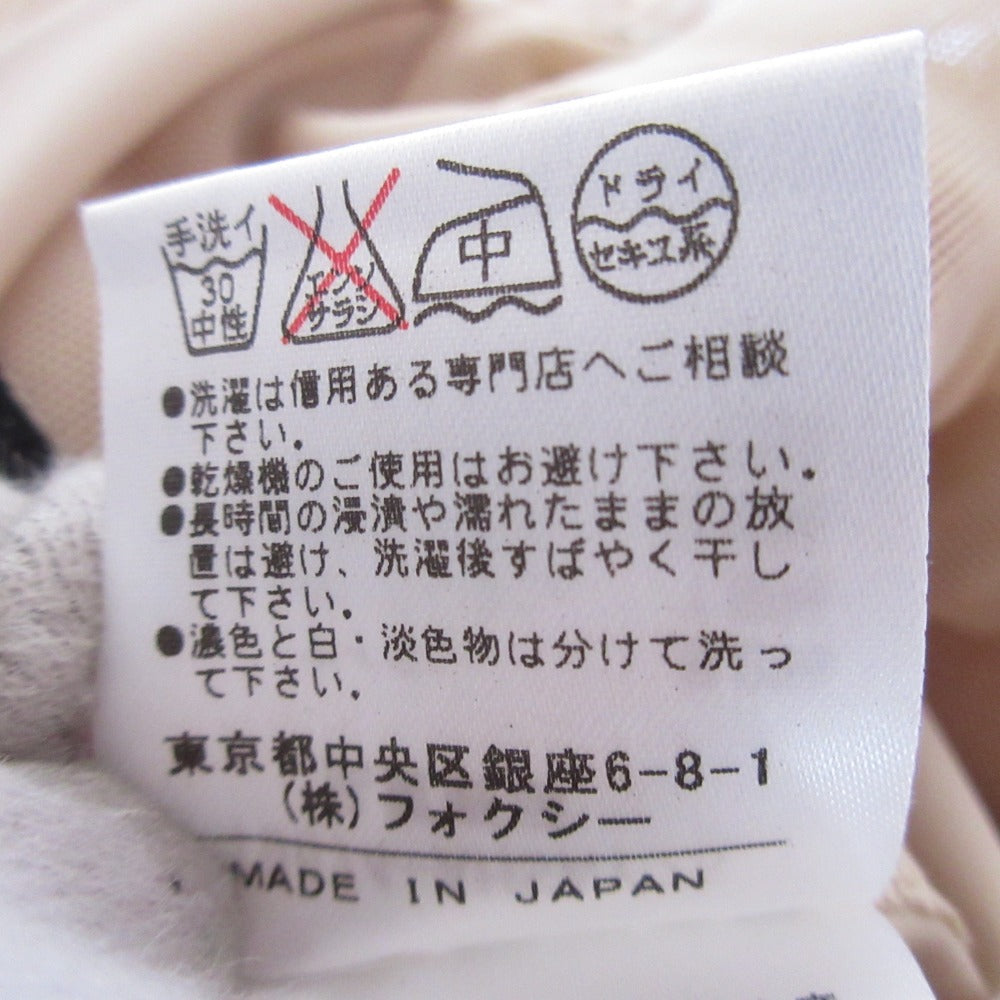 手洗イ
30
中性
エンソ
サラシ
中
ドライ
セキユ系
●洗濯は信用ある専門店へご相談
下さい。
●乾燥機のご使用はお避け下さい。
●長時間の浸漬や濡れたままの放
置は避け、洗濯後すばやく干し
て下さい。
●濃色と白・淡色物は分けて洗っ
て下さい。
東京都中央区銀座6-8-1
(株)フォクシー
MADE IN JAPAN